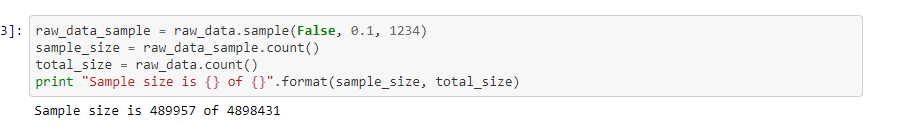 3]: raw_data_sample = raw_data.sample(False, 0.1, 1234)
sample_size = raw_data_sample.count()
total_size = raw_data.count()
print "Sample size is {} of {}".format(sample_size, total_size)
Sample size is 489957 of 4898431